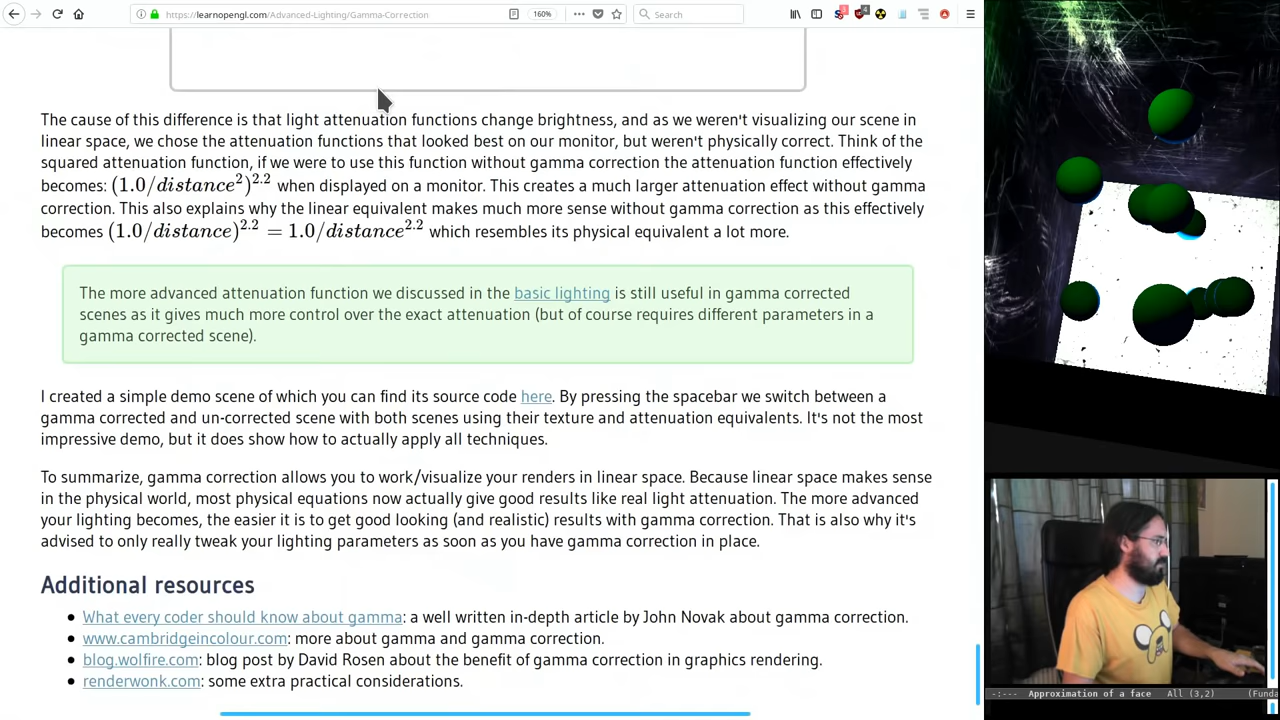 https://learnopengl.com/Advanced-Lighting/Gamma-Correction
160%
Search
3
4
The cause of this difference is that light attenuation functions change brightness, and as we weren't visualizing our scene in
linear space, we chose the attenuation functions that looked best on our monitor, but weren't physically correct. Think of the
squared attenuation function, if we were to use this function without gamma correction the attenuation function effectively
becomes: (1.0/distance²)^2.2 when displayed on a monitor. This creates a much larger attenuation effect without gamma
correction. This also explains why the linear equivalent makes much more sense without gamma correction as this effectively
becomes (1.0/distance)^2.2 = 1.0/distance^2.2 which resembles its physical equivalent a lot more.
The more advanced attenuation function we discussed in the basic lighting is still useful in gamma corrected
scenes as it gives much more control over the exact attenuation (but of course requires different parameters in a
gamma corrected scene).
I created a simple demo scene of which you can find its source code here. By pressing the spacebar we switch between a
gamma corrected and un-corrected scene with both scenes using their texture and attenuation equivalents. It's not the most
impressive demo, but it does show how to actually apply all techniques.
To summarize, gamma correction allows you to work/visualize your renders in linear space. Because linear space makes sense
in the physical world, most physical equations now actually give good results like real light attenuation. The more advanced
your lighting becomes, the easier it is to get good looking (and realistic) results with gamma correction. That is also why it's
advised to only really tweak your lighting parameters as soon as you have gamma correction in place.
Additional resources
• What every coder should know about gamma: a well written in-depth article by John Novak about gamma correction.
• www.cambridgeincolour.com: more about gamma and gamma correction.
• blog.wolfire.com: blog post by David Rosen about the benefit of gamma correction in graphics rendering.
• renderwonk.com: some extra practical considerations.
-:--- Approximation of a face All (3,2) (Funda